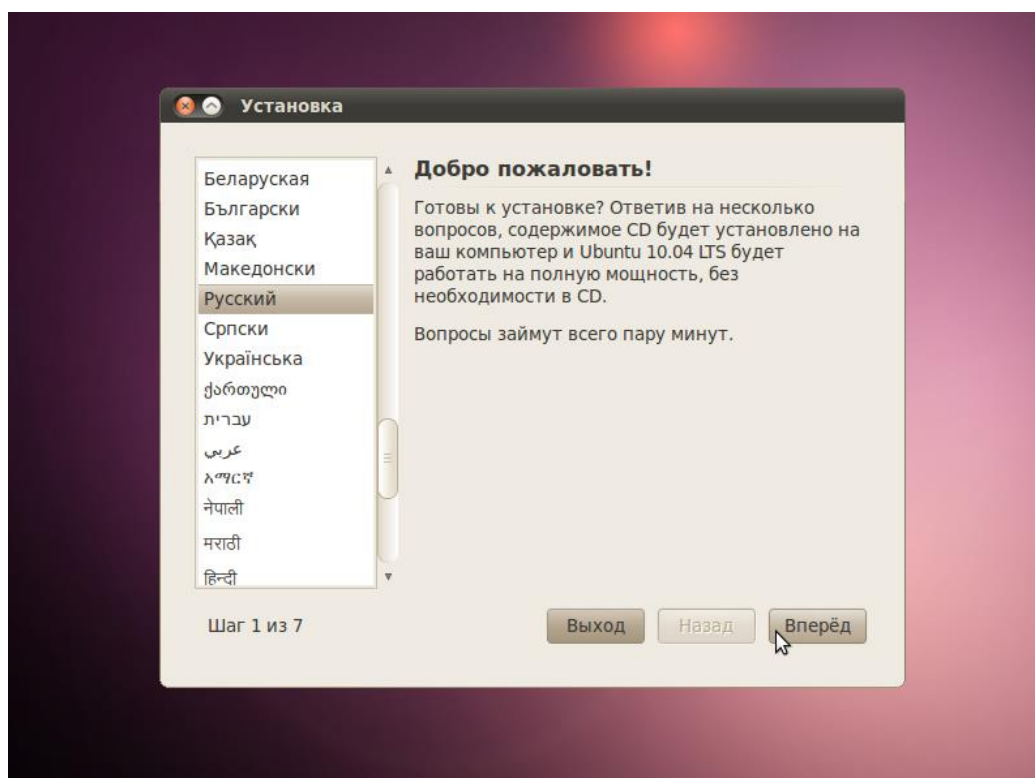 Установка
Беларуская
Български
Қазақ
Македонски
Русский
Српски
Українська
ქართული
עברית
عربي
አማርኛ
नेपाली
मराठी
हिन्दी
Добро пожаловать!
Готовы к установке? Ответив на несколько
вопросов, содержимое CD будет установлено на
ваш компьютер и Ubuntu 10.04 LTS будет
работать на полную мощность, без
необходимости в CD.
Вопросы займут всего пару минут.
Шаг 1 из 7
Выход
Назад
Вперёд